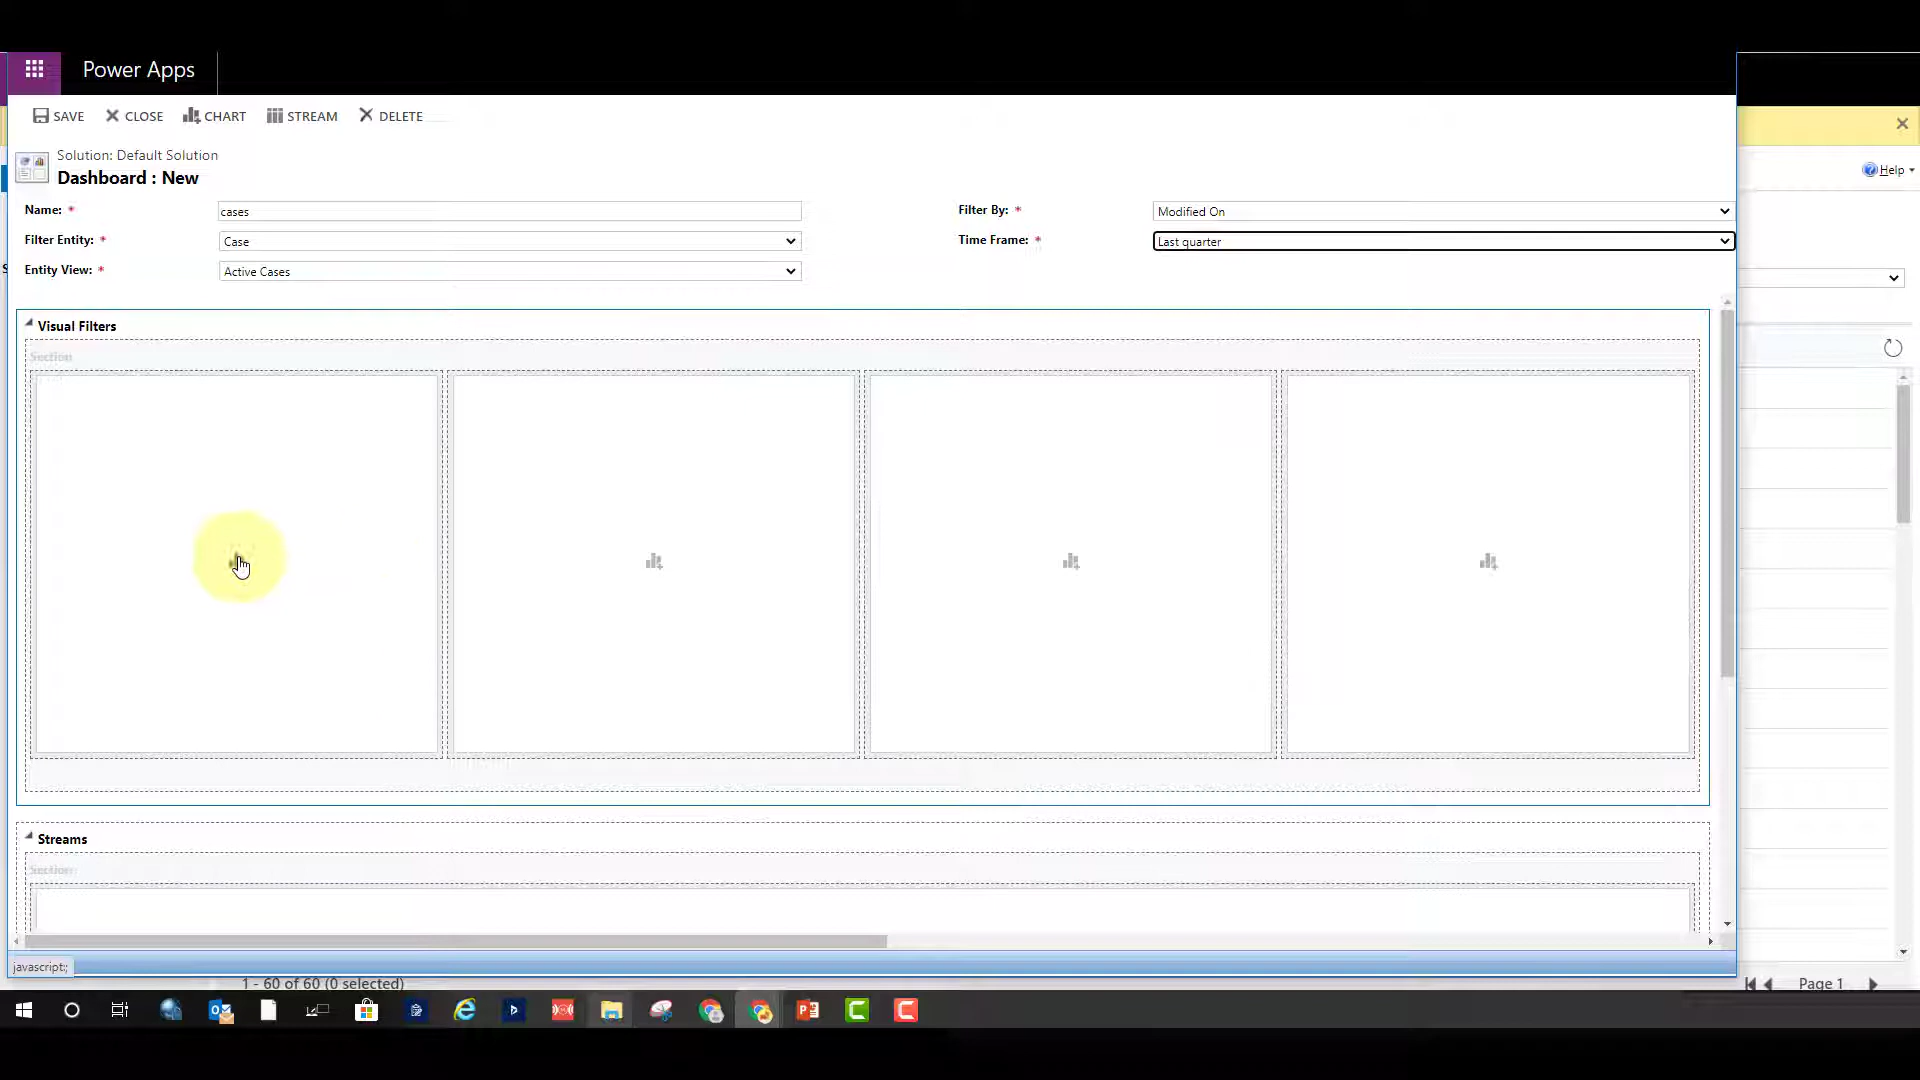 Power Apps
SAVE CLOSE CHART STREAM DELETE
Help
Solution: Default Solution
Dashboard : New
Name: * cases Filter By: * Modified On
Filter Entity: * Case Time Frame: * Last quarter
Entity View: * Active Cases
Visual Filters
Section
Streams
Section
javascript:;
1 - 60 of 60 (0 selected) Page 1